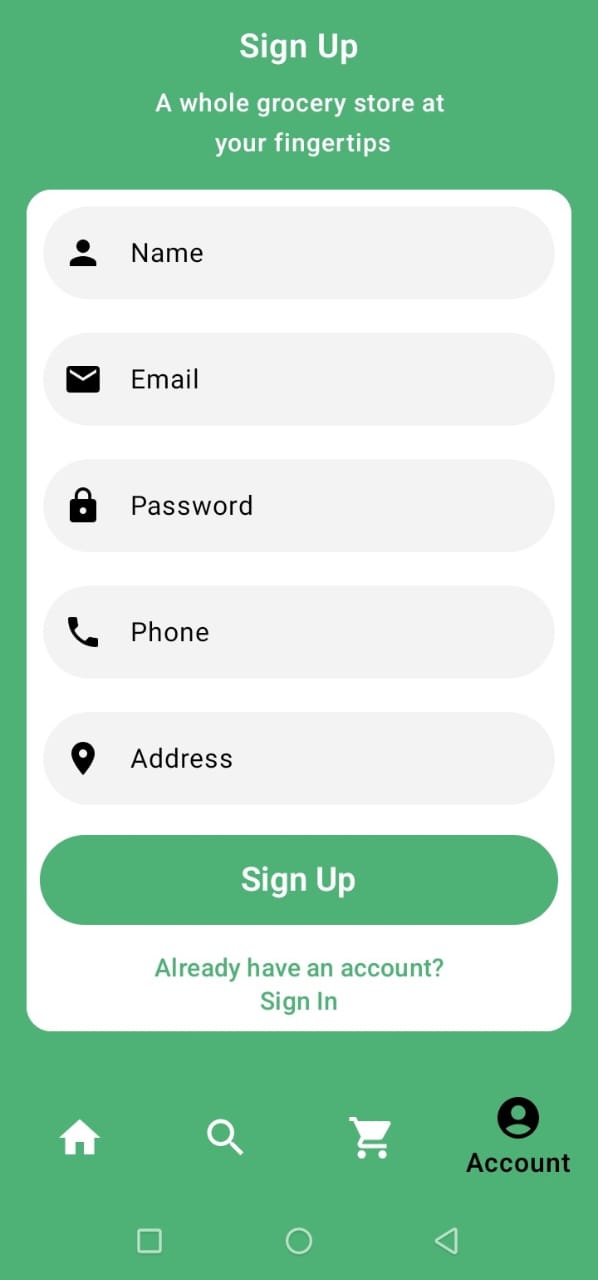 Sign Up
A whole grocery store at
your fingertips
Name
Email
Password
Phone
Address
Sign Up
Already have an account?
Sign In
Account